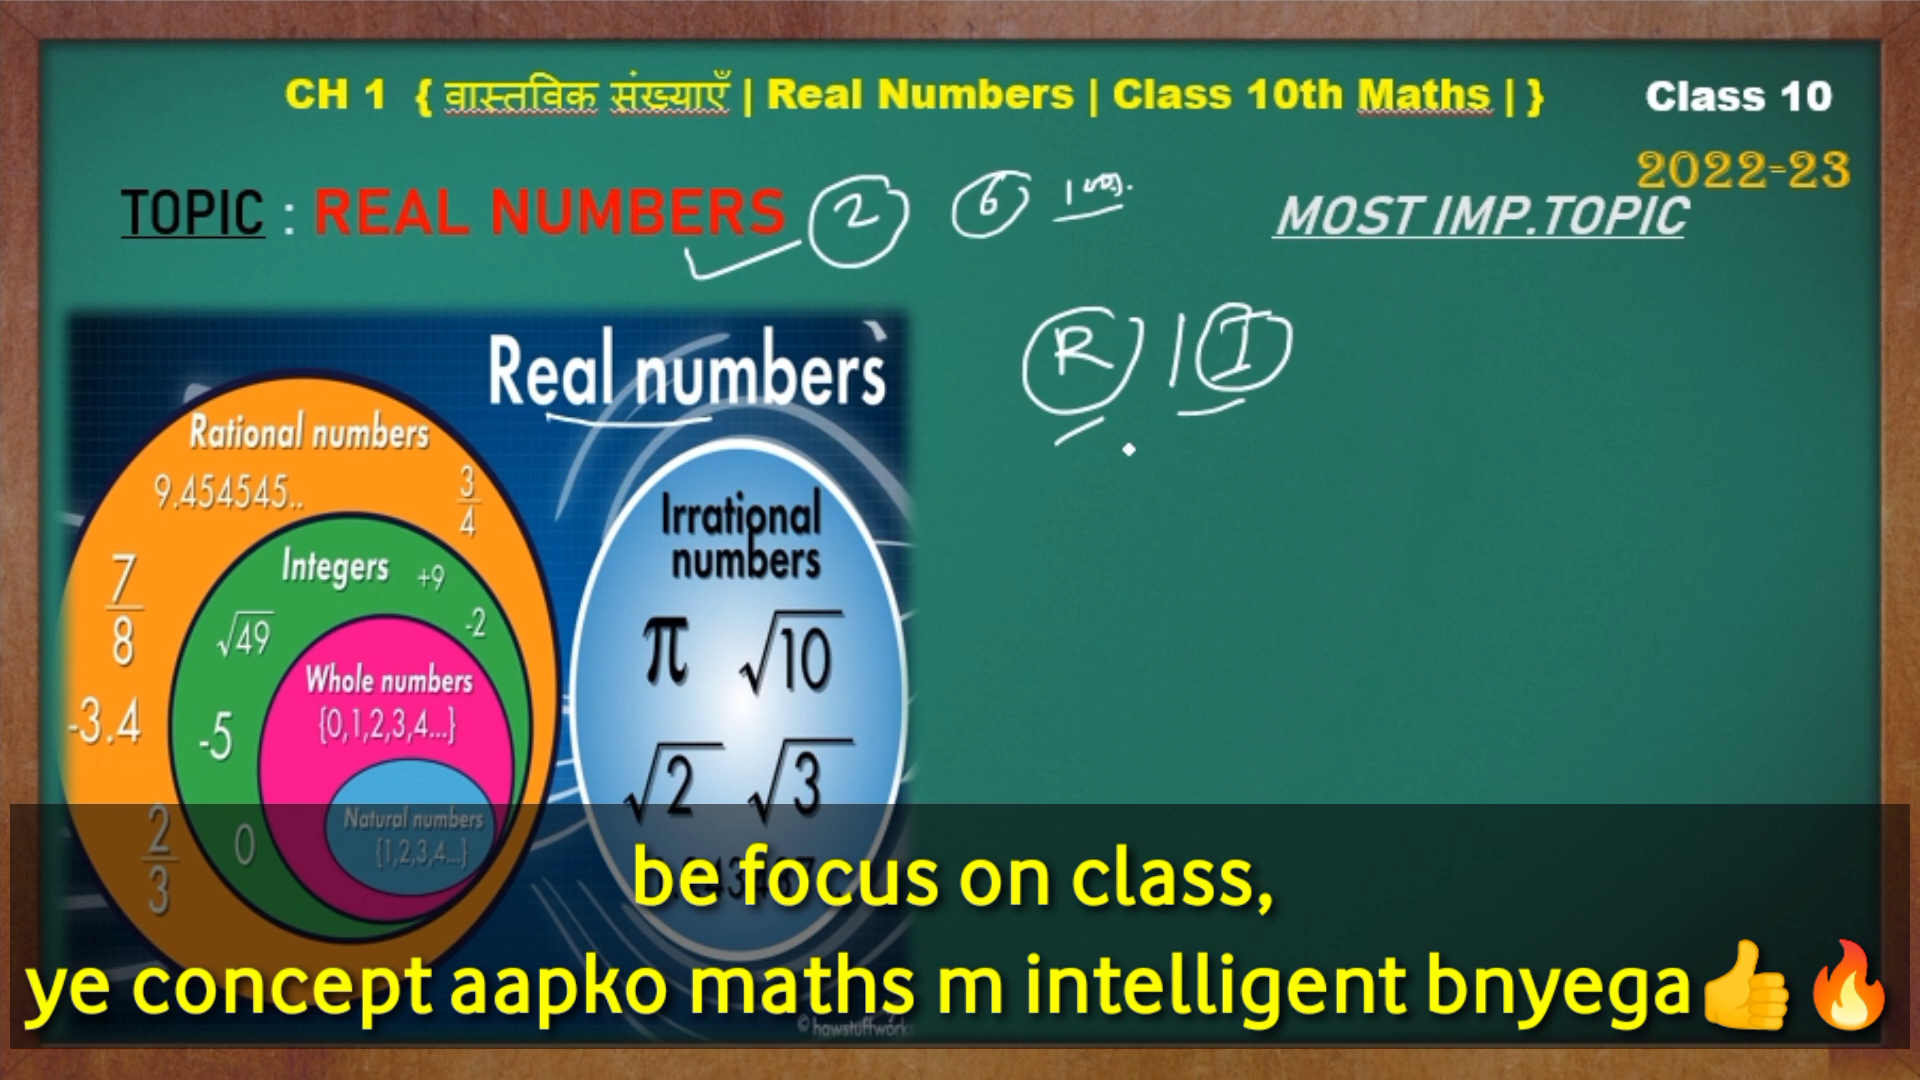 CH 1 { वास्तविक संख्याएँ | Real Numbers | Class 10th Maths | }
Class 10
2022-23
TOPIC : REAL NUMBERS
2
6
MOST IMP.TOPIC
R
I
Real numbers
Rational numbers
9.454545..
3/4
7/8
-3.4
2/3
Integers
+9
√49
-2
-5
0
Whole numbers
{0,1,2,3,4...}
Natural numbers
{1,2,3,4...}
Irrational
numbers
π √10
√2 √3
be focus on class,
ye concept aapko maths m intelligent bnyega👍🔥
© howstuffworks